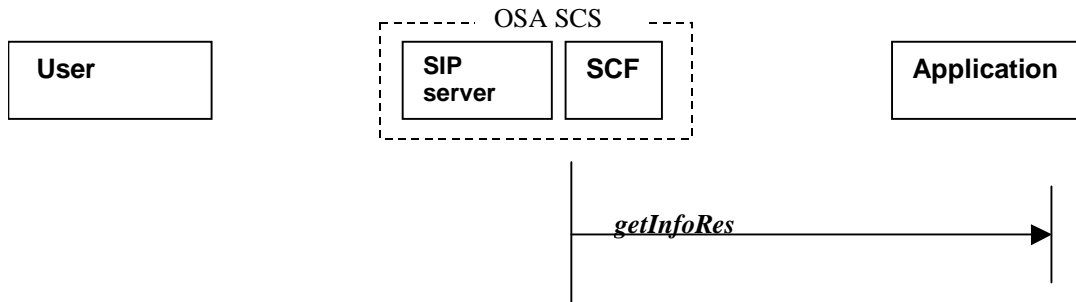 OSA SCS
User
SIP
server
SCF
Application
getInfoRes